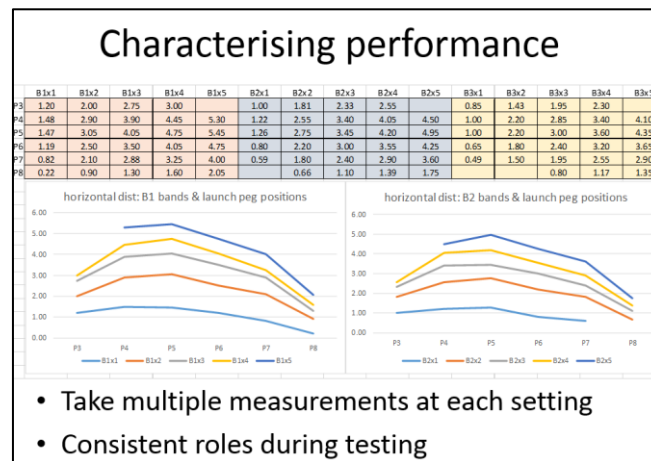 Characterising performance
B1x1 B1x2 B1x3 B1x4 B1x5 B2x1 B2x2 B2x3 B2x4 B2x5 B3x1 B3x2 B3x3 B3x4 B3x5
P3 1.20 2.00 2.75 3.00 1.00 1.81 2.33 2.55 0.85 1.43 1.95 2.30
P4 1.48 2.90 3.90 4.45 5.30 1.22 2.55 3.40 4.05 4.50 1.00 2.20 2.85 3.40 4.10
P5 1.47 3.05 4.05 4.75 5.45 1.26 2.75 3.45 4.20 4.95 1.00 2.20 3.00 3.60 4.35
P6 1.19 2.50 3.50 4.05 4.75 0.80 2.20 3.00 3.55 4.25 0.65 1.80 2.40 3.20 3.65
P7 0.82 2.10 2.88 3.25 4.00 0.59 1.80 2.40 2.90 3.60 0.49 1.50 1.95 2.55 2.90
P8 0.22 0.90 1.30 1.60 2.05 0.66 1.10 1.39 1.75 0.80 1.17 1.35
horizontal dist: B1 bands & launch peg positions
6.00
5.00
4.00
3.00
2.00
1.00
0.00
P3 P4 P5 P6 P7 P8
B1x1 B1x2 B1x3 B1x4 B1x5
horizontal dist: B2 bands & launch peg positions
6.00
5.00
4.00
3.00
2.00
1.00
0.00
P3 P4 P5 P6 P7 P8
B2x1 B2x2 B2x3 B2x4 B2x5
• Take multiple measurements at each setting
• Consistent roles during testing